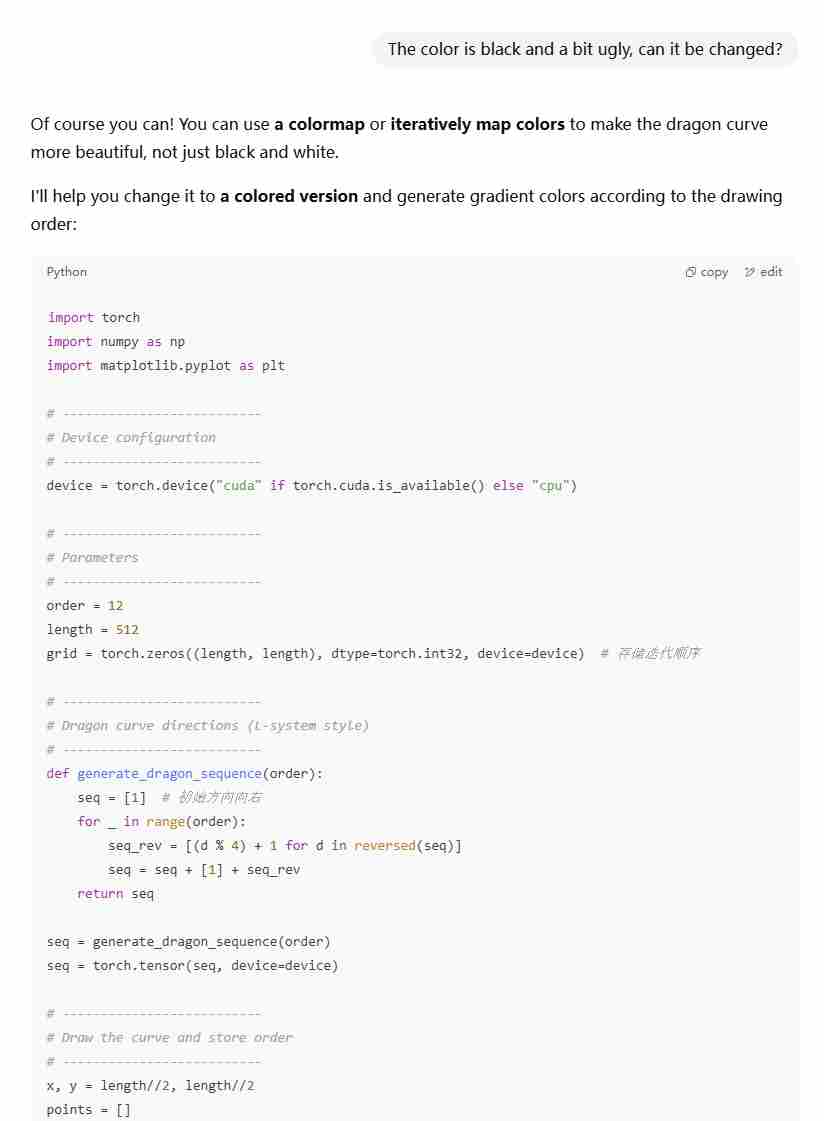 The color is black and a bit ugly, can it be changed?
Of course you can! You can use a colormap or iteratively map colors to make the dragon curve
more beautiful, not just black and white.
I'll help you change it to a colored version and generate gradient colors according to the drawing
order:
Python
copy
edit
import torch
import numpy as np
import matplotlib.pyplot as plt
# --------------------------
# Device configuration
# --------------------------
device = torch.device("cuda" if torch.cuda.is_available() else "cpu")
# --------------------------
# Parameters
# --------------------------
order = 12
length = 512
grid = torch.zeros((length, length), dtype=torch.int32, device=device)  # 存储迭代顺序
# --------------------------
# Dragon curve directions (L-system style)
# --------------------------
def generate_dragon_sequence(order):
    seq = [1]  # 初始方向向右
    for _ in range(order):
        seq_rev = [(d % 4) + 1 for d in reversed(seq)]
        seq = seq + [1] + seq_rev
    return seq
seq = generate_dragon_sequence(order)
seq = torch.tensor(seq, device=device)
# --------------------------
# Draw the curve and store order
# --------------------------
x, y = length//2, length//2
points = []